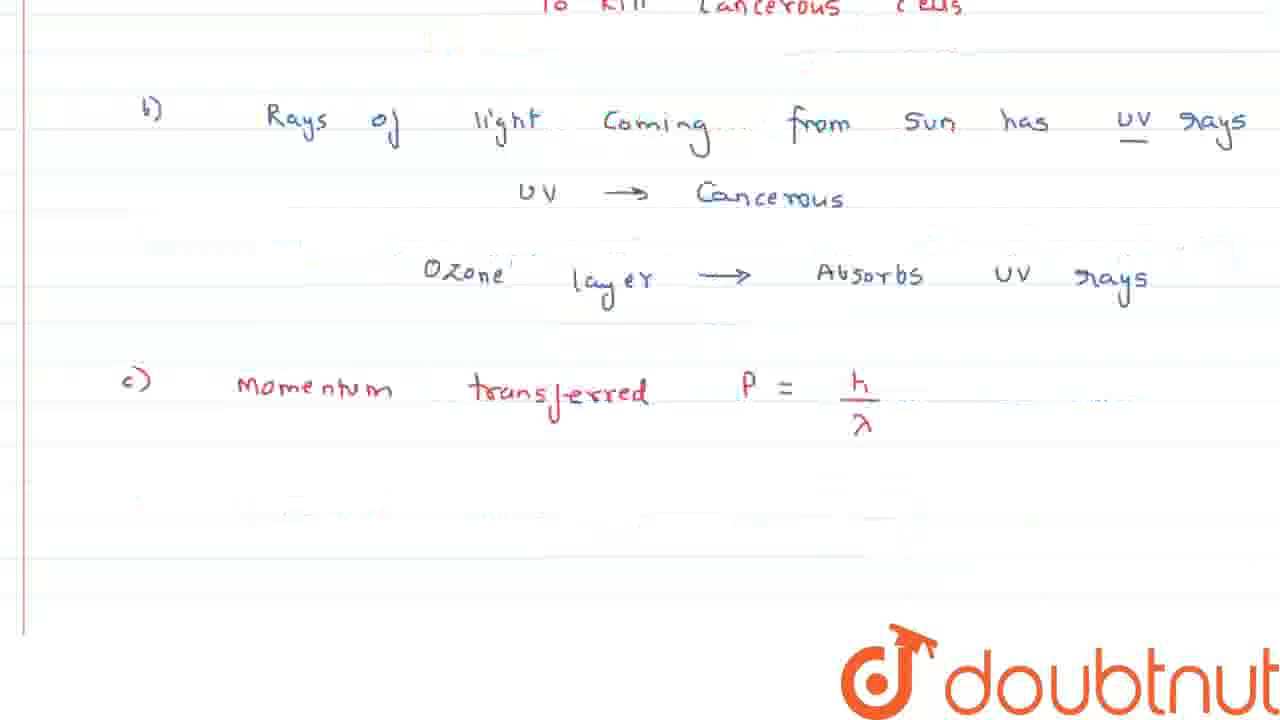 To kill cancerous cells
b) Rays of light coming from sun has UV rays
UV → Cancerous
Ozone layer → Absorbs UV rays
c) Momentum transferred P = h/λ
doubtnut